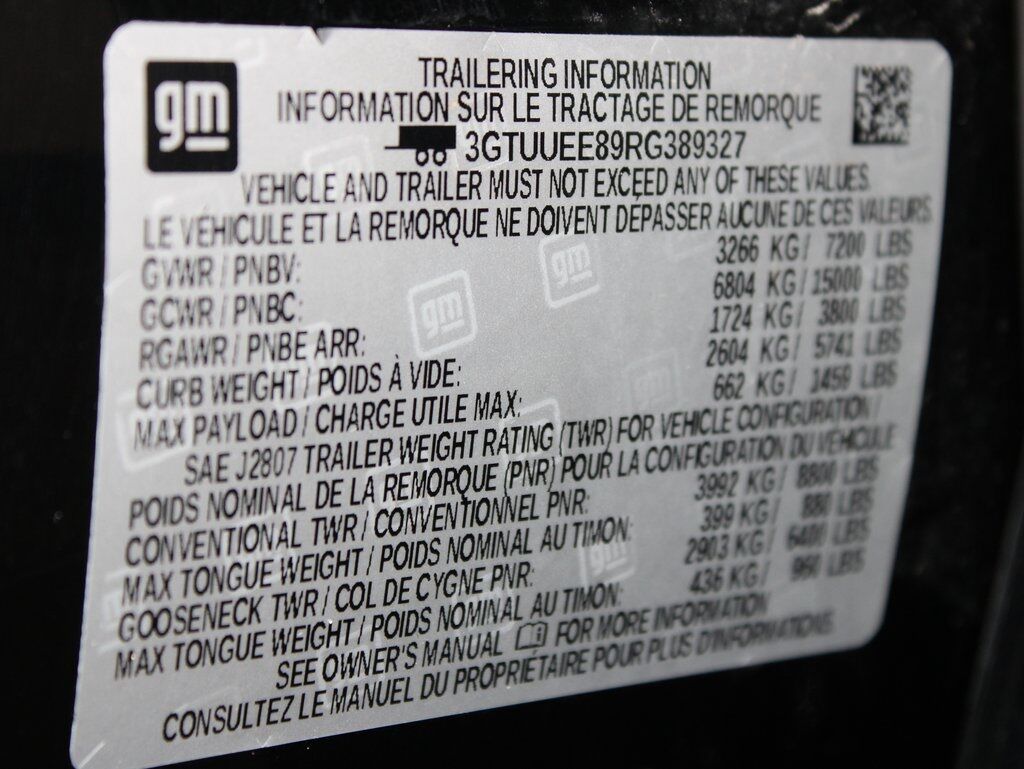 gm
TRAILERING INFORMATION
INFORMATION SUR LE TRACTAGE DE REMORQUE
3GTUUEE89RG389327
VEHICLE AND TRAILER MUST NOT EXCEED ANY OF THESE VALUES
LE VÉHICULE ET LA REMORQUE NE DOIVENT DÉPASSER AUCUNE DE CES VALEURS
GVWR / PNBV: 3266 KG/ 7200 LBS
GCWR / PNBC: 6804 KG/ 15000 LBS
RGAWR / PNBE ARR: 1724 KG/ 3800 LBS
CURB WEIGHT / POIDS À VIDE: 2604 KG/ 5741 LBS
MAX PAYLOAD / CHARGE UTILE MAX: 662 KG/ 1459 LBS
SAE J2807 TRAILER WEIGHT RATING (TWR) FOR VEHICLE CONFIGURATION /
POIDS NOMINAL DE LA REMORQUE (PNR) POUR LA CONFIGURATION DU VÉHICULE
CONVENTIONAL TWR / CONVENTIONNEL PNR: 3992 KG/ 8800 LBS
MAX TONGUE WEIGHT / POIDS NOMINAL AU TIMON: 399 KG/ 880 LBS
GOOSENECK TWR / COL DE CYGNE PNR: 2903 KG/ 6400 LBS
MAX TONGUE WEIGHT / POIDS NOMINAL AU TIMON: 436 KG/ 960 LBS
SEE OWNER'S MANUAL FOR MORE INFORMATION
CONSULTEZ LE MANUEL DU PROPRIÉTAIRE POUR PLUS D'INFORMATIONS